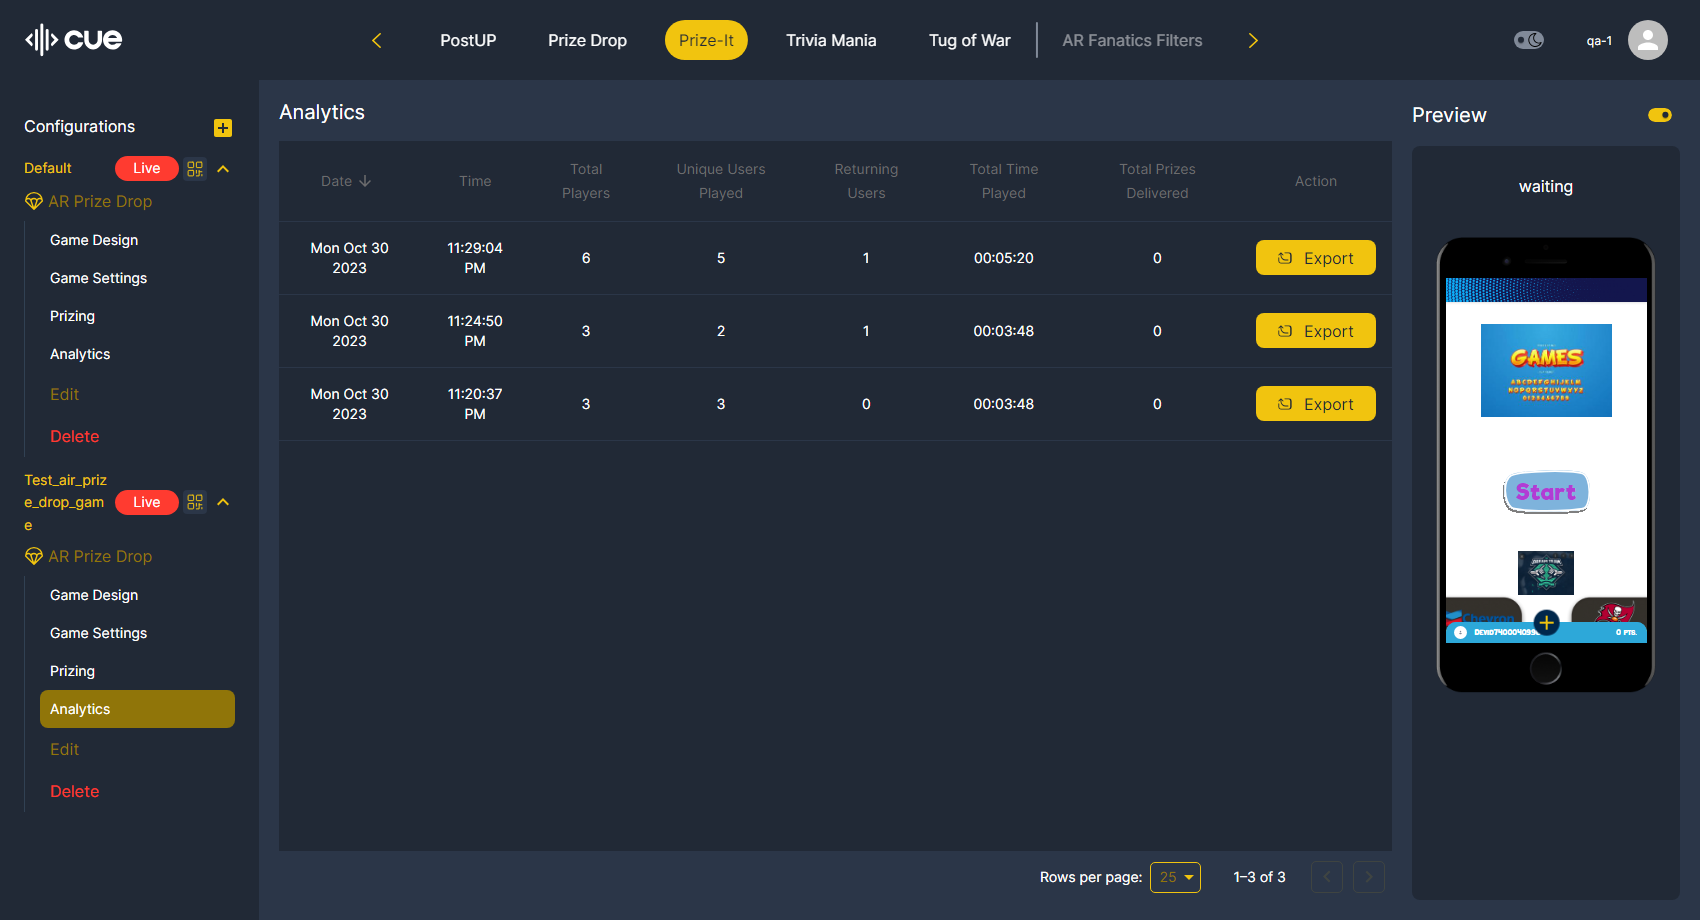 cue
PostUP
Prize Drop
Prize-It
Trivia Mania
Tug of War
AR Fanatics Filters
qa-1
Configurations
Default
Live
AR Prize Drop
Game Design
Game Settings
Prizing
Analytics
Edit
Delete
Test_air_priz
e_drop_gam
e
Live
AR Prize Drop
Game Design
Game Settings
Prizing
Analytics
Edit
Delete
Analytics
Date
Time
Total
Players
Unique Users
Played
Returning
Users
Total Time
Played
Total Prizes
Delivered
Action
Mon Oct 30
2023
11:29:04
PM
6
5
1
00:05:20
0
Export
Mon Oct 30
2023
11:24:50
PM
3
2
1
00:03:48
0
Export
Mon Oct 30
2023
11:20:37
PM
3
3
0
00:03:48
0
Export
Rows per page:
25
1–3 of 3
Preview
waiting
GAMES
ABCDEFGHIJKLM
NOPQRSTUVWXYZ
0123456789
Start
Chevron
0 PTS.